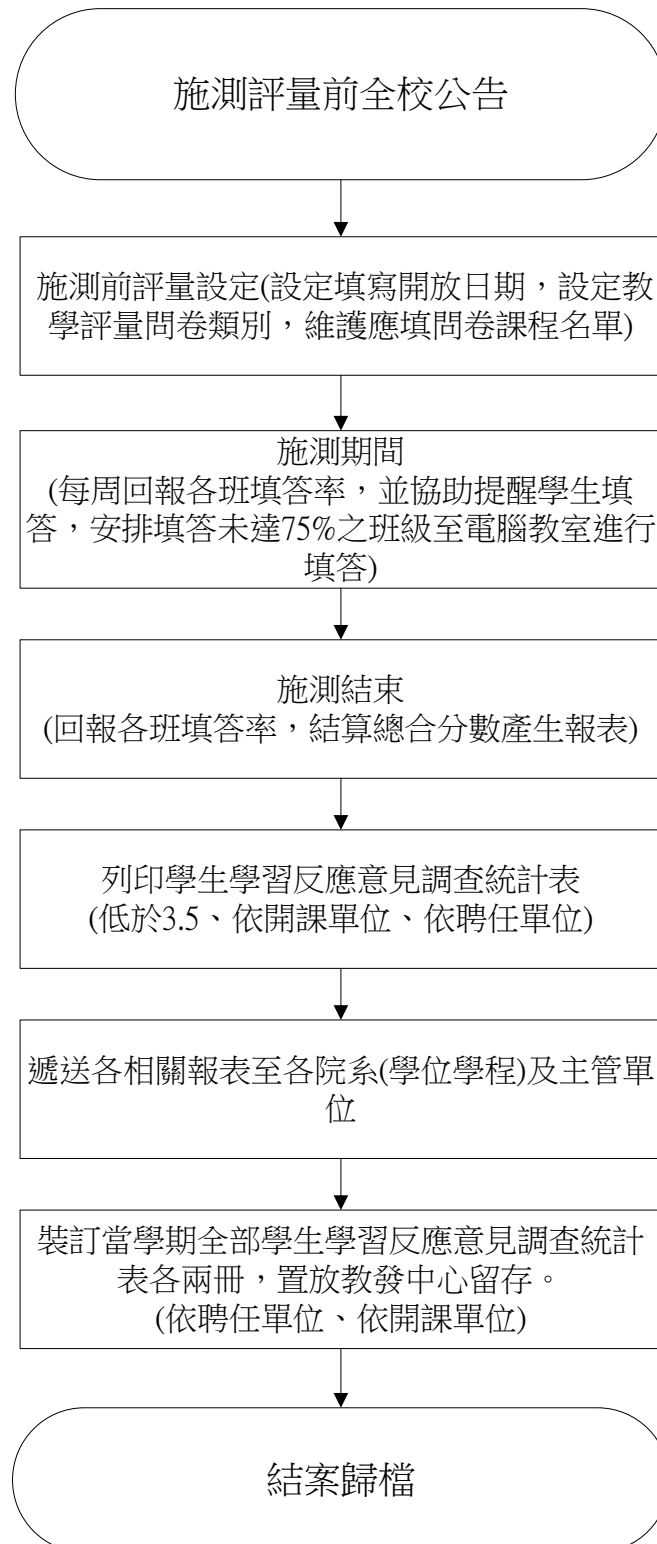 施測評量前全校公告
施測前評量設定(設定填寫開放日期，設定教
學評量問卷類別，維護應填問卷課程名單)
施測期間
(每周回報各班填答率，並協助提醒學生填
答，安排填答未達75%之班級至電腦教室進行
填答)
施測結束
(回報各班填答率，結算總合分數產生報表)
列印學生學習反應意見調查統計表
(低於3.5、依開課單位、依聘任單位)
遞送各相關報表至各院系(學位學程)及主管單
位
裝訂當學期全部學生學習反應意見調查統計
表各兩冊，置放教發中心留存。
(依聘任單位、依開課單位)
結案歸檔